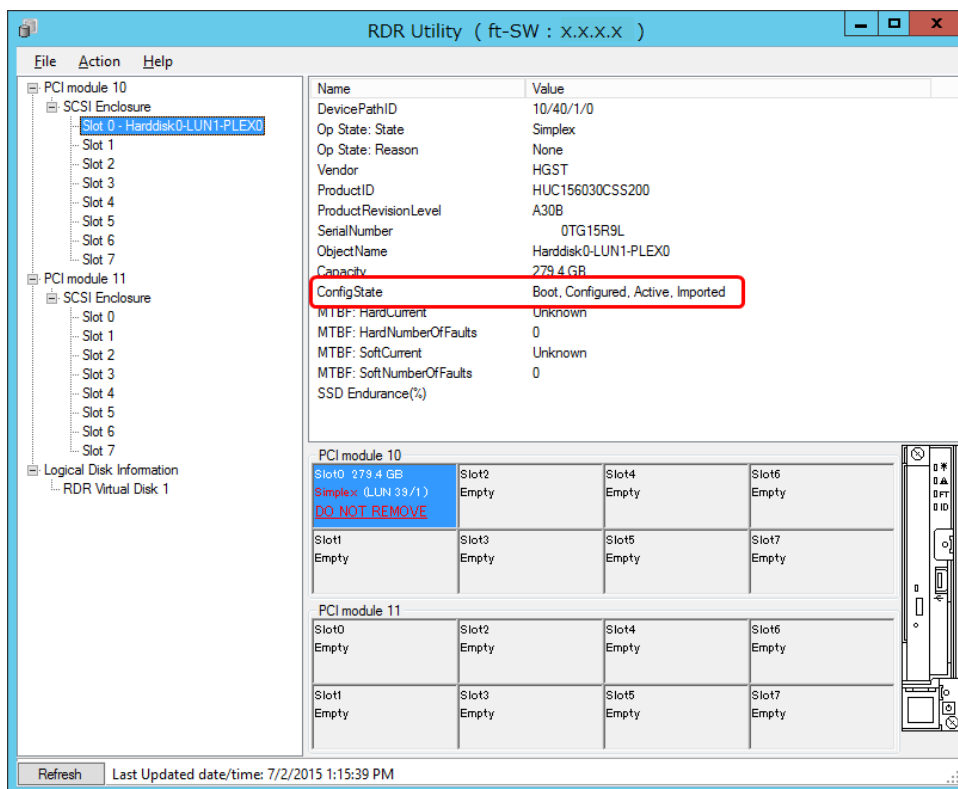 RDR Utility ( ft-SW : x.x.x.x )
File Action Help
PCI module 10
SCSI Enclosure
Slot 0 - Harddisk0-LUN1-PLEX0
Slot 1
Slot 2
Slot 3
Slot 4
Slot 5
Slot 6
Slot 7
PCI module 11
SCSI Enclosure
Slot 0
Slot 1
Slot 2
Slot 3
Slot 4
Slot 5
Slot 6
Slot 7
Logical Disk Information
RDR Virtual Disk 1
Name Value
DevicePathID 10/40/1/0
Op State: State Simplex
Op State: Reason None
Vendor HGST
ProductID HUC156030CSS200
ProductRevisionLevel A30B
SerialNumber 0TG15R9L
ObjectName Harddisk0-LUN1-PLEX0
Capacity 279.4 GB
ConfigState Boot, Configured, Active, Imported
MTBF: HardCurrent Unknown
MTBF: HardNumberOfFaults 0
MTBF: SoftCurrent Unknown
MTBF: SoftNumberOfFaults 0
SSD Endurance(%)
PCI module 10
Slot0 279.4 GB Slot2 Slot4 Slot6
Simplex (LUN 39/1) Empty Empty Empty
DO NOT REMOVE
Slot1 Slot3 Slot5 Slot7
Empty Empty Empty Empty
PCI module 11
Slot0 Slot2 Slot4 Slot6
Empty Empty Empty Empty
Slot1 Slot3 Slot5 Slot7
Empty Empty Empty Empty
FT
ID
Refresh Last Updated date/time: 7/2/2015 1:15:39 PM